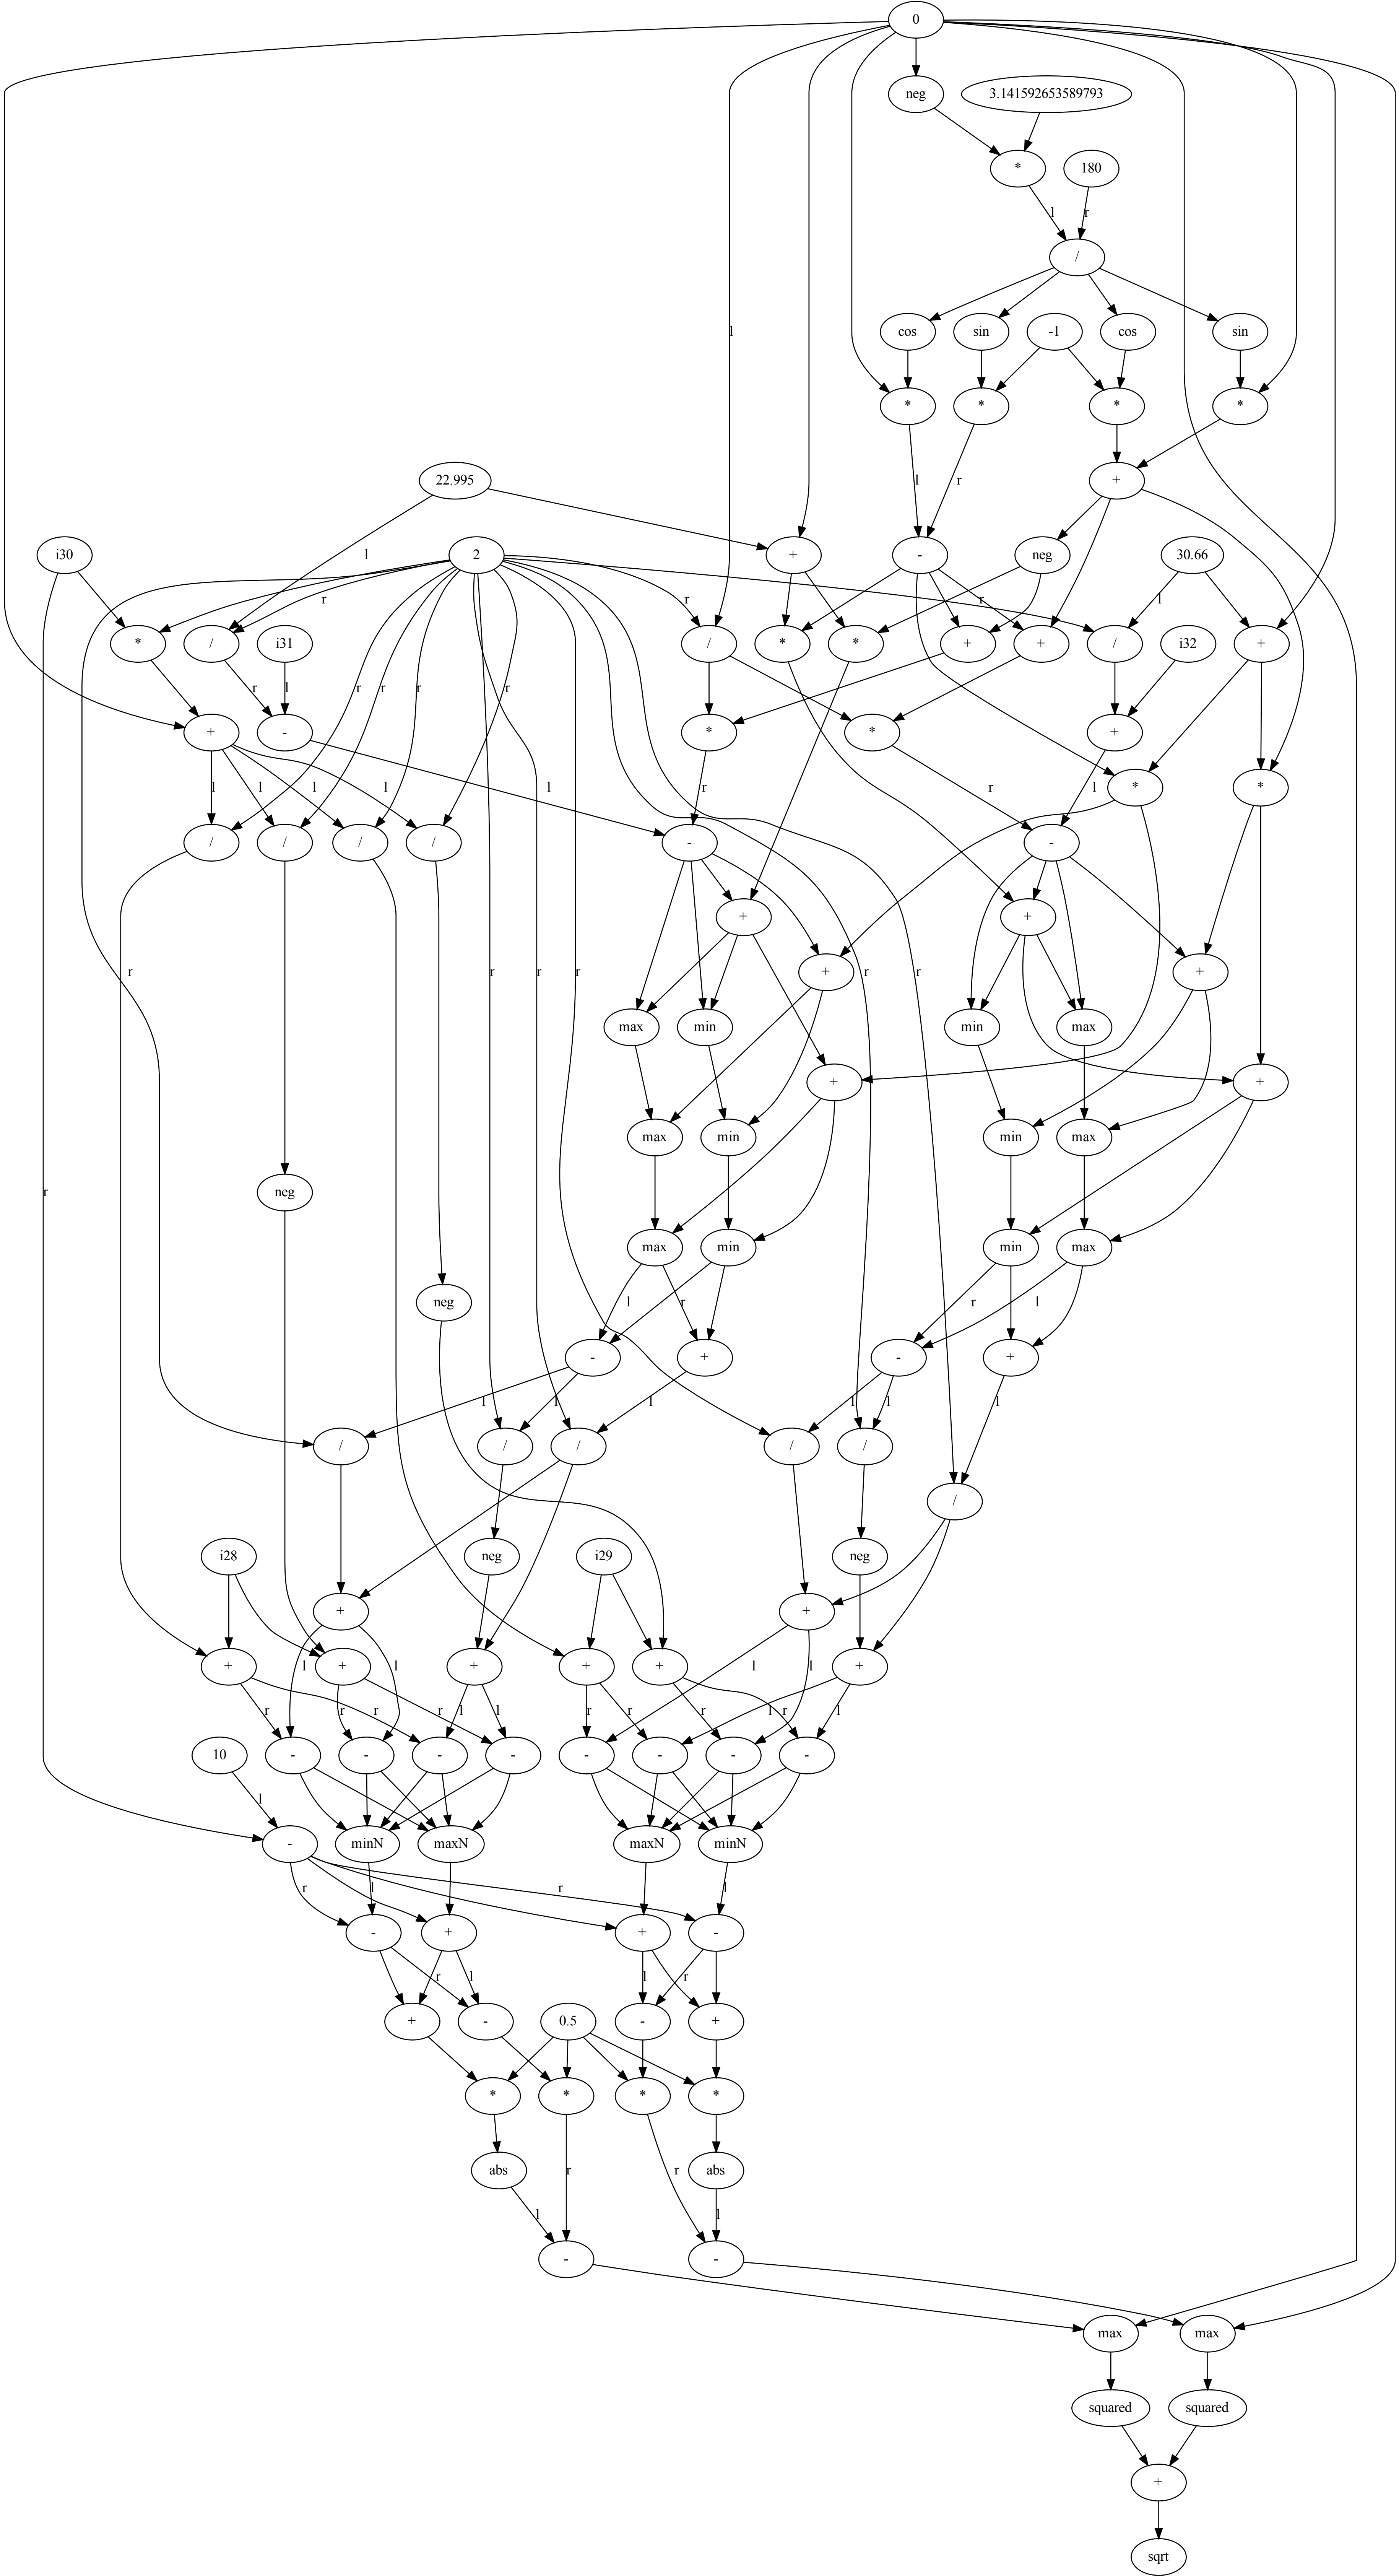 0
neg
3.141592653589793
*
180
l
r
/
l
cos
sin
-1
cos
sin
*
*
*
*
22.995
+
l
r
i30
2
+
-
neg
30.66
l
r
r
r
l
*
/
i31
/
*
*
+
+
/
i32
+
r
l
r
r
r
r
+
-
*
*
+
l
l
l
l
l
r
r
l
*
*
/
/
/
/
-
-
+
+
r
r
r
r
r
r
+
+
max
min
min
max
+
+
max
min
min
max
r
neg
max
min
min
max
neg
l
r
r
l
-
+
-
+
l
l
l
l
l
l
/
/
/
/
/
/
i28
neg
i29
neg
+
+
+
+
+
+
+
+
l
l
l
l
r
r
r
r
l
l
r
r
r
l
r
l
10
-
-
-
-
-
-
-
-
l
-
minN
maxN
maxN
minN
r
l
r
l
-
+
+
-
r
l
l
r
+
-
0.5
-
+
*
*
*
*
abs
r
r
abs
l
l
-
-
max
max
squared
squared
+
sqrt